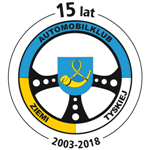 15 lat
AUTOMOBILKLUB
ZIEMI TYSKIEJ
2003-2018